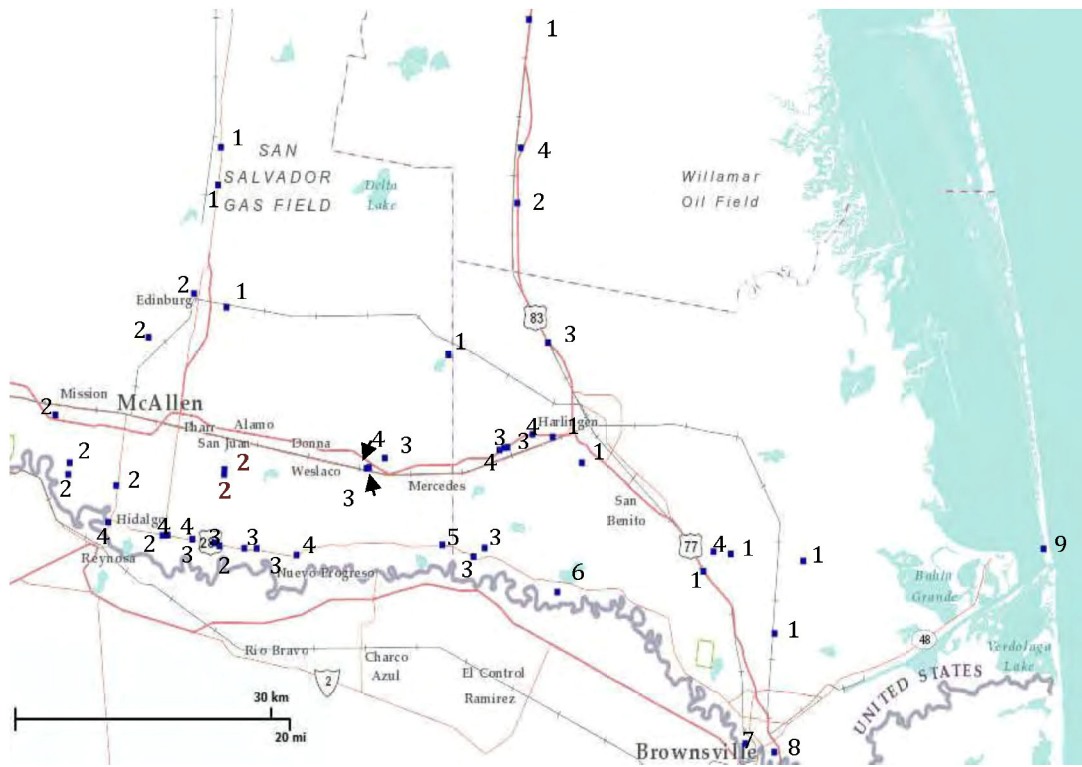 1
1
SAN
SALVADOR
GAS FIELD
1
Delta
Lake
4
Willamar
Oil Field
2
2
1
Edinburg
2
83
3
1
Mission
2
McAllen
Pharr
Alamo
San Juan
Donna
Weslaco
4
3
3
Mercedes
4
3
3
4
Harlingen
1
1
2
2
2
2
2
San
Benito
Hidalgo
4
2
4
4
3
28
3
2
3
3
4
Nuevo Progreso
Reynosa
5
3
3
6
77
4
1
1
1
1
9
Bahia
Grande
48
Verdolaga
Lake
UNITED STATES
Rio Bravo
2
Charco
Azul
El Control
Ramirez
30 km
20 mi
Brownsville
7
8